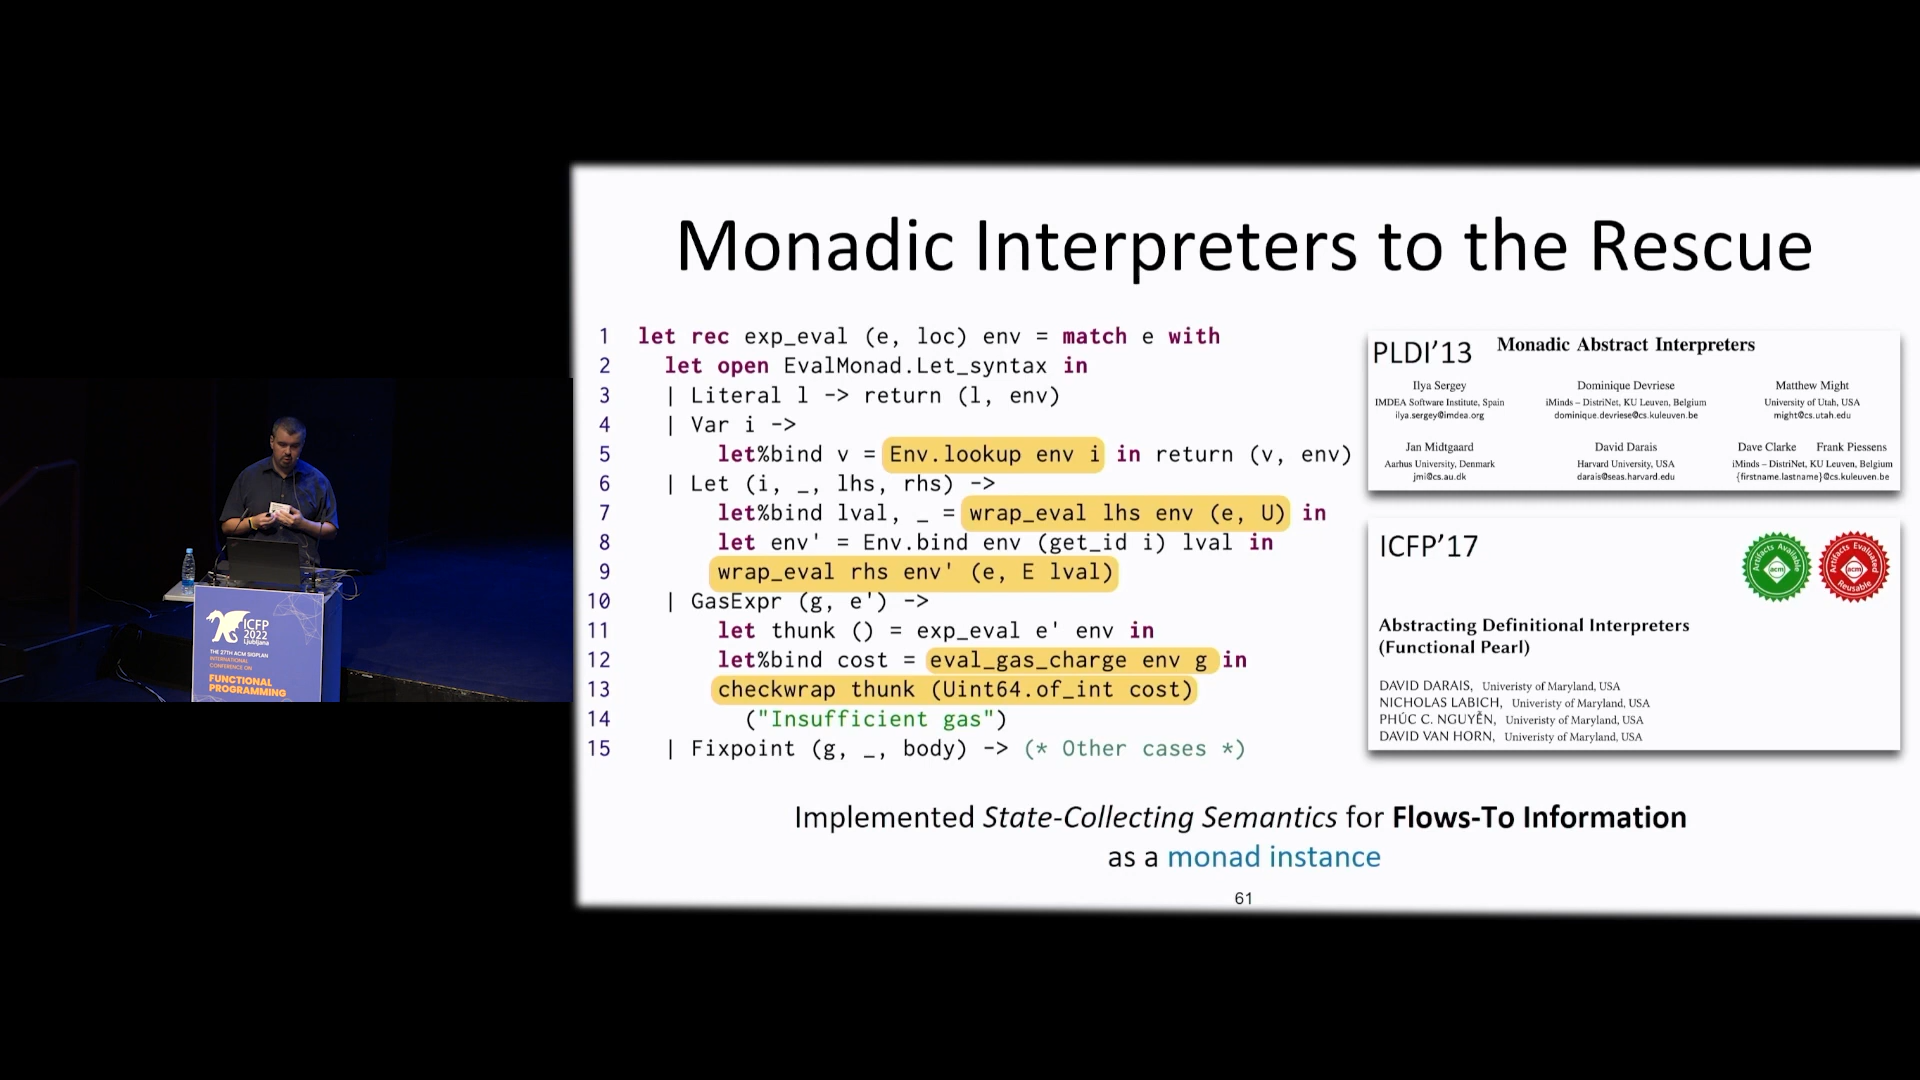 Monadic Interpreters to the Rescue
1 let rec exp_eval (e, loc) env = match e with
2 let open EvalMonad.Let_syntax in
3 | Literal l -> return (l, env)
4 | Var i ->
5 let%bind v = Env.lookup env i in return (v, env)
6 | Let (i, _, lhs, rhs) ->
7 let%bind lval, _ = wrap_eval lhs env (e, U) in
8 let env' = Env.bind env (get_id i) lval in
9 wrap_eval rhs env' (e, E lval)
10 | GasExpr (g, e') ->
11 let thunk () = exp_eval e' env in
12 let%bind cost = eval_gas_charge env g in
13 checkwrap thunk (Uint64.of_int cost)
14 ("Insufficient gas")
15 | Fixpoint (g, _, body) -> (* Other cases *)
PLDI'13 Monadic Abstract Interpreters
Ilya Sergey Dominique Devriese Matthew Might
IMDEA Software Institute, Spain iMinds – DistriNet, KU Leuven, Belgium University of Utah, USA
ilya.sergey@imdea.org dominique.devriese@cs.kuleuven.be might@cs.utah.edu
Jan Midtgaard David Darais Dave Clarke Frank Piessens
Aarhus University, Denmark Harvard University, USA iMinds – DistriNet, KU Leuven, Belgium
jmi@cs.au.dk darais@seas.harvard.edu {firstname.lastname}@cs.kuleuven.be
ICFP'17
Artifacts Available
acm
Artifacts Evaluated
acm
Reusable
Abstracting Definitional Interpreters
(Functional Pearl)
DAVID DARAIS, Univeristy of Maryland, USA
NICHOLAS LABICH, Univeristy of Maryland, USA
PHÚC C. NGUYỄN, Univeristy of Maryland, USA
DAVID VAN HORN, Univeristy of Maryland, USA
Implemented State-Collecting Semantics for Flows-To Information
as a monad instance
61
ICFP
2022
Ljubljana
THE 27TH ACM SIGPLAN
INTERNATIONAL
CONFERENCE ON
FUNCTIONAL
PROGRAMMING